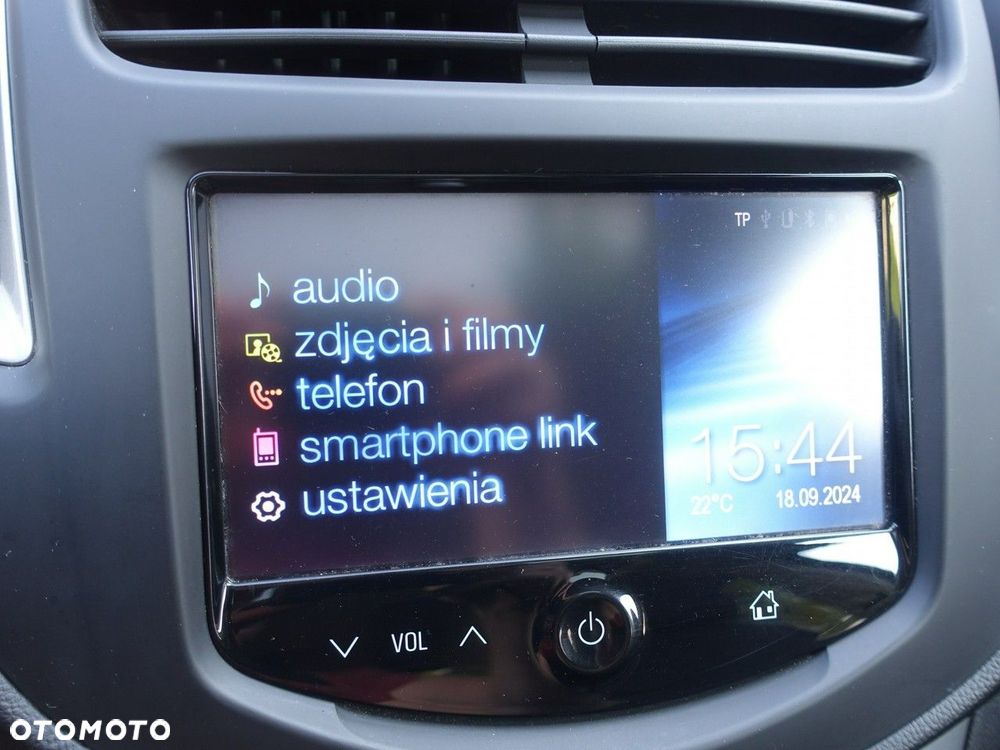 TP
audio
zdjęcia i filmy
telefon
smartphone link
ustawienia
15:44
22°C 18.09.2024
VOL
OTOMOTO